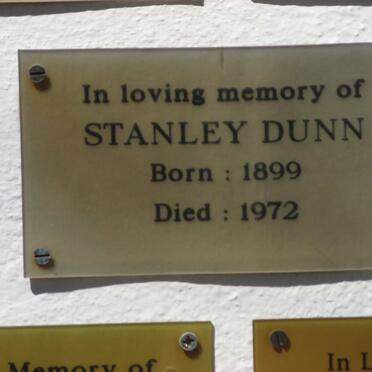 In loving memory of
STANLEY DUNN
Born : 1899
Died : 1972
Memory of
In L